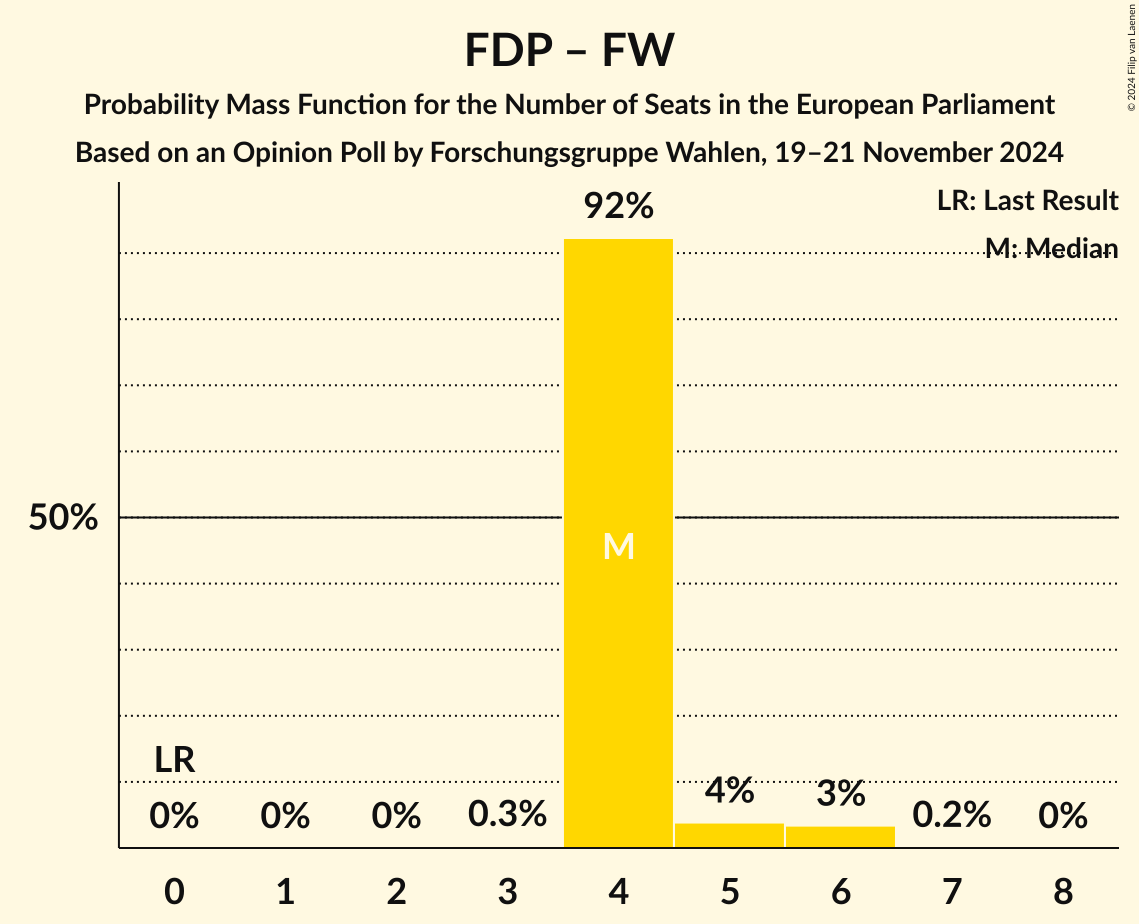 FDP – FW
Probability Mass Function for the Number of Seats in the European Parliament
Based on an Opinion Poll by Forschungsgruppe Wahlen, 19–21 November 2024
© 2024 Filip van Laenen
LR: Last Result
M: Median
92%
50%
M
LR
0% 0% 0% 0.3% 4% 3% 0.2% 0%
0 1 2 3 4 5 6 7 8